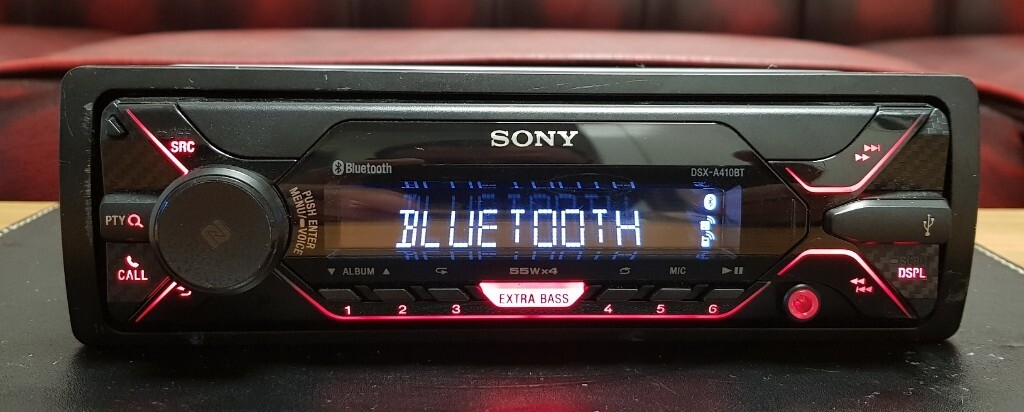 SONY
SRC
Bluetooth
DSX-A410BT
PUSH ENTER
MENU/VOICE
PTY
BLUETOOTH
CALL
DSPL
ALBUM
55W×4
MIC
EXTRA BASS
1 2 3 4 5 6